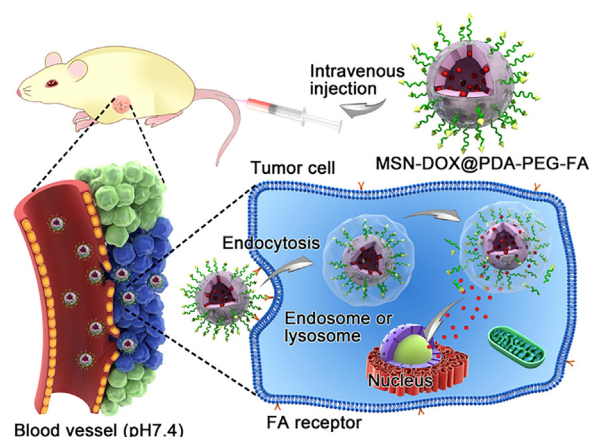 Intravenous
injection
MSN-DOX@PDA-PEG-FA
Tumor cell
Endocytosis
Endosome or
lysosome
Nucleus
FA receptor
Blood vessel (pH7.4)